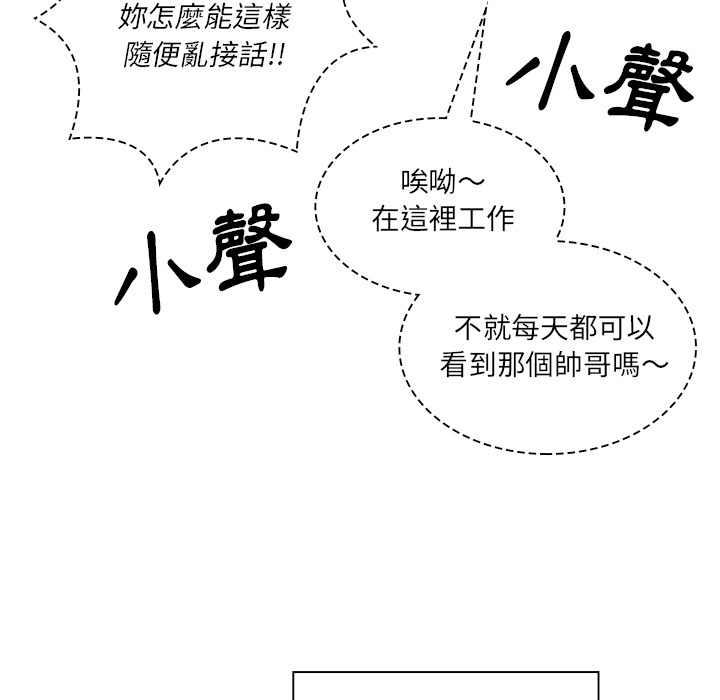 妳怎麼能這樣
隨便亂接話!!
小聲
唉呦～
在這裡工作
小聲
不就每天都可以
看到那個帥哥嗎～